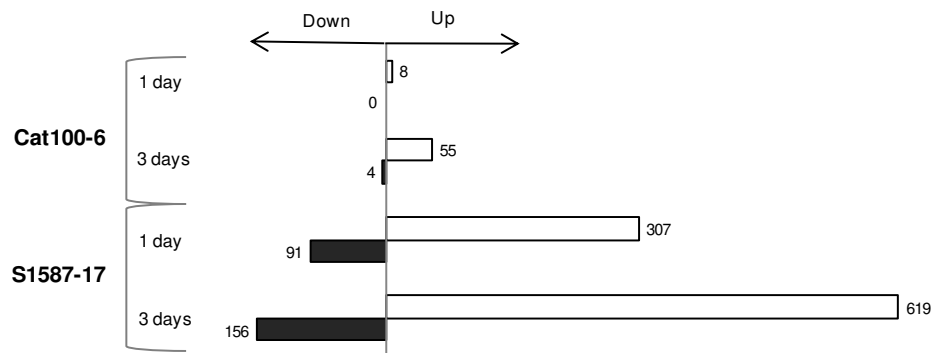 Down Up
1 day 8
0
Cat100-6
3 days 55
4
1 day 307
91
S1587-17
3 days 619
156